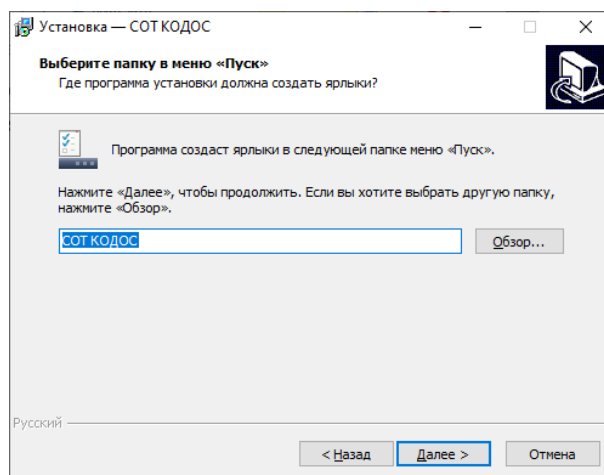 Установка — СОТ КОДОС
Выберите папку в меню «Пуск»
Где программа установки должна создать ярлыки?
Программа создаст ярлыки в следующей папке меню «Пуск».
Нажмите «Далее», чтобы продолжить. Если вы хотите выбрать другую папку,
нажмите «Обзор».
СОТ КОДОС
Обзор...
Русский
< Назад
Далее >
Отмена